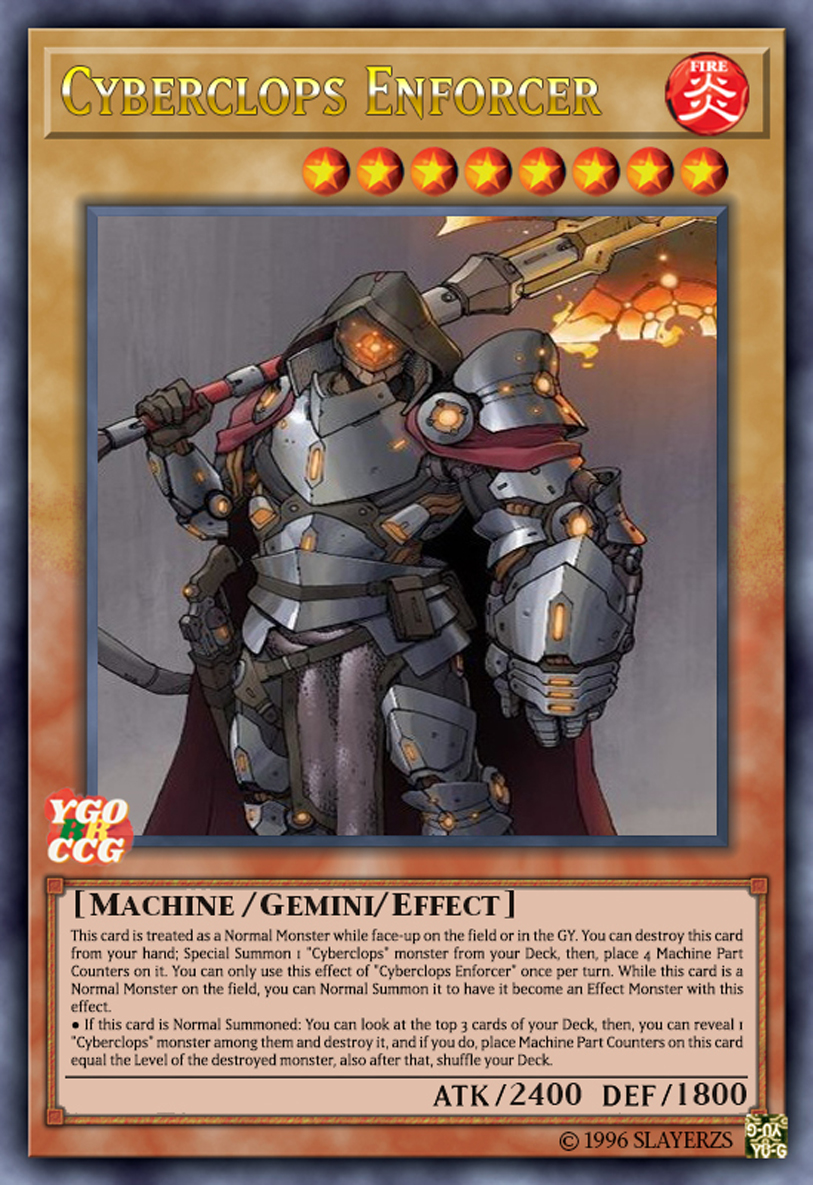 Cyberclops Enforcer
FIRE
炎
YGO
BR
CCG
[Machine /Gemini/Effect]
This card is treated as a Normal Monster while face-up on the field or in the GY. You can destroy this card
from your hand; Special Summon 1 "Cyberclops" monster from your Deck, then, place 4 Machine Part
Counters on it. You can only use this effect of "Cyberclops Enforcer" once per turn. While this card is a
Normal Monster on the field, you can Normal Summon it to have it become an Effect Monster with this
effect.
● If this card is Normal Summoned: You can look at the top 3 cards of your Deck, then, you can reveal 1
"Cyberclops" monster among them and destroy it, and if you do, place Machine Part Counters on this card
equal the Level of the destroyed monster, also after that, shuffle your Deck.
ATK/2400 DEF/1800
© 1996 SLAYERZS
YU-G
YU-G